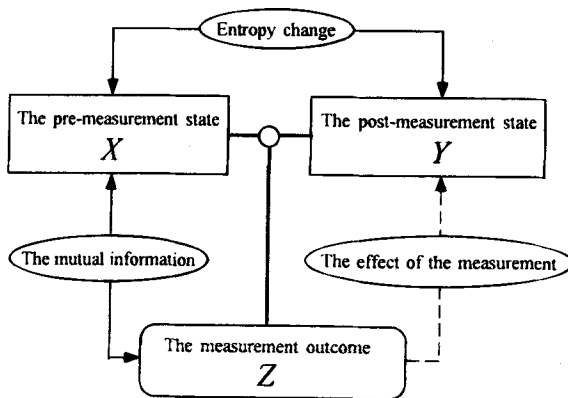 Entropy change
The pre-measurement state
X
The post-measurement state
Y
The mutual information
The effect of the measurement
The measurement outcome
Z